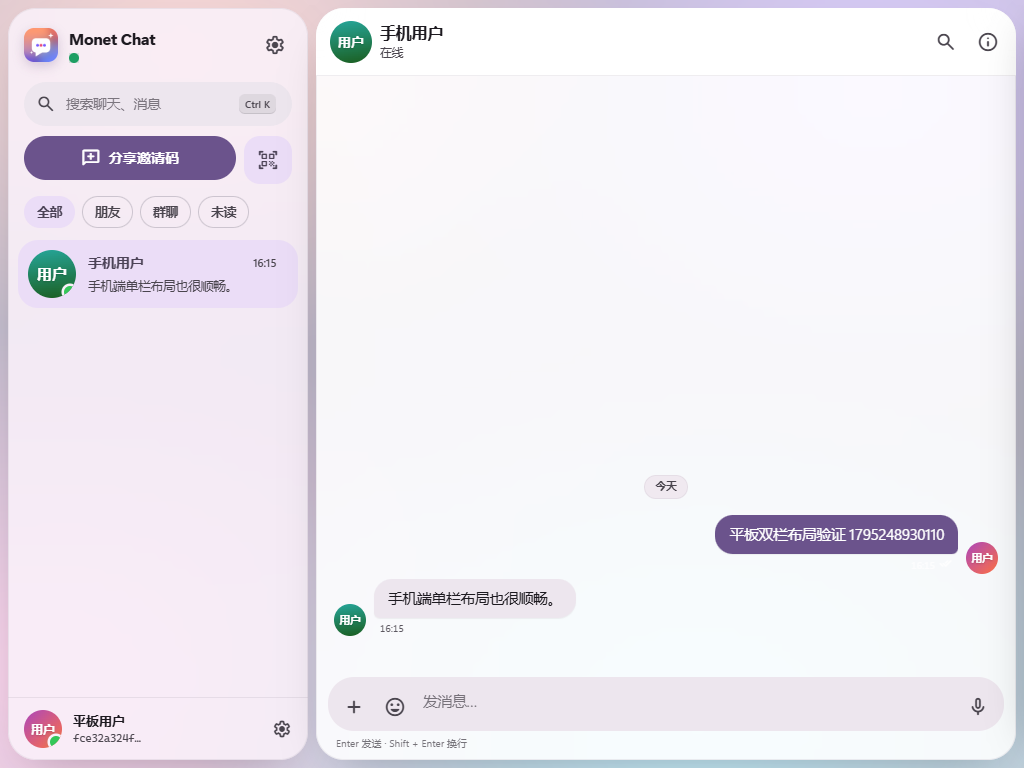 Monet Chat
搜索聊天、消息
Ctrl K
分享邀请码
全部
朋友
群聊
未读
用户
手机用户
16:15
手机端单栏布局也很顺畅。
用户
平板用户
fce32a324f…
用户
手机用户
在线
今天
平板双栏布局验证 1795248930110
用户
手机端单栏布局也很顺畅。
用户
16:15
发消息…
Enter 发送 · Shift + Enter 换行